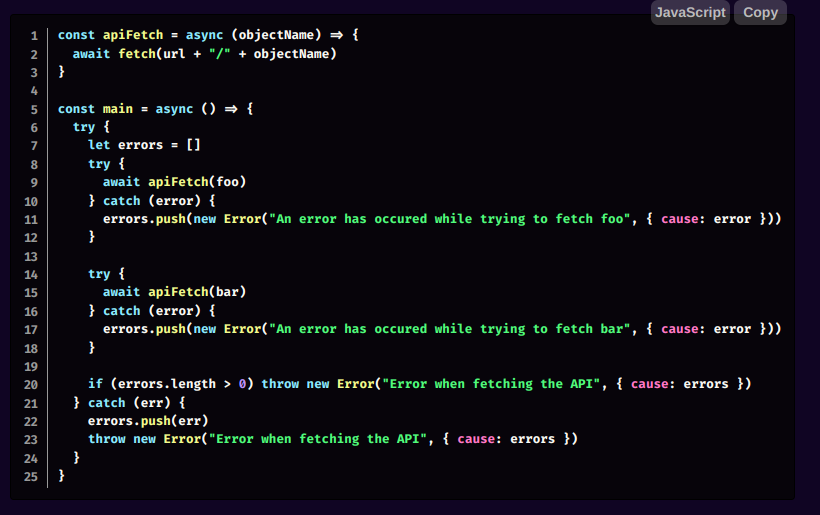 JavaScript Copy
1 const apiFetch = async (objectName) => {
2 await fetch(url + "/" + objectName)
3 }
4
5 const main = async () => {
6 try {
7 let errors = []
8 try {
9 await apiFetch(foo)
10 } catch (error) {
11 errors.push(new Error("An error has occured while trying to fetch foo", { cause: error }))
12 }
13
14 try {
15 await apiFetch(bar)
16 } catch (error) {
17 errors.push(new Error("An error has occured while trying to fetch bar", { cause: error }))
18 }
19
20 if (errors.length > 0) throw new Error("Error when fetching the API", { cause: errors })
21 } catch (err) {
22 errors.push(err)
23 throw new Error("Error when fetching the API", { cause: errors })
24 }
25 }